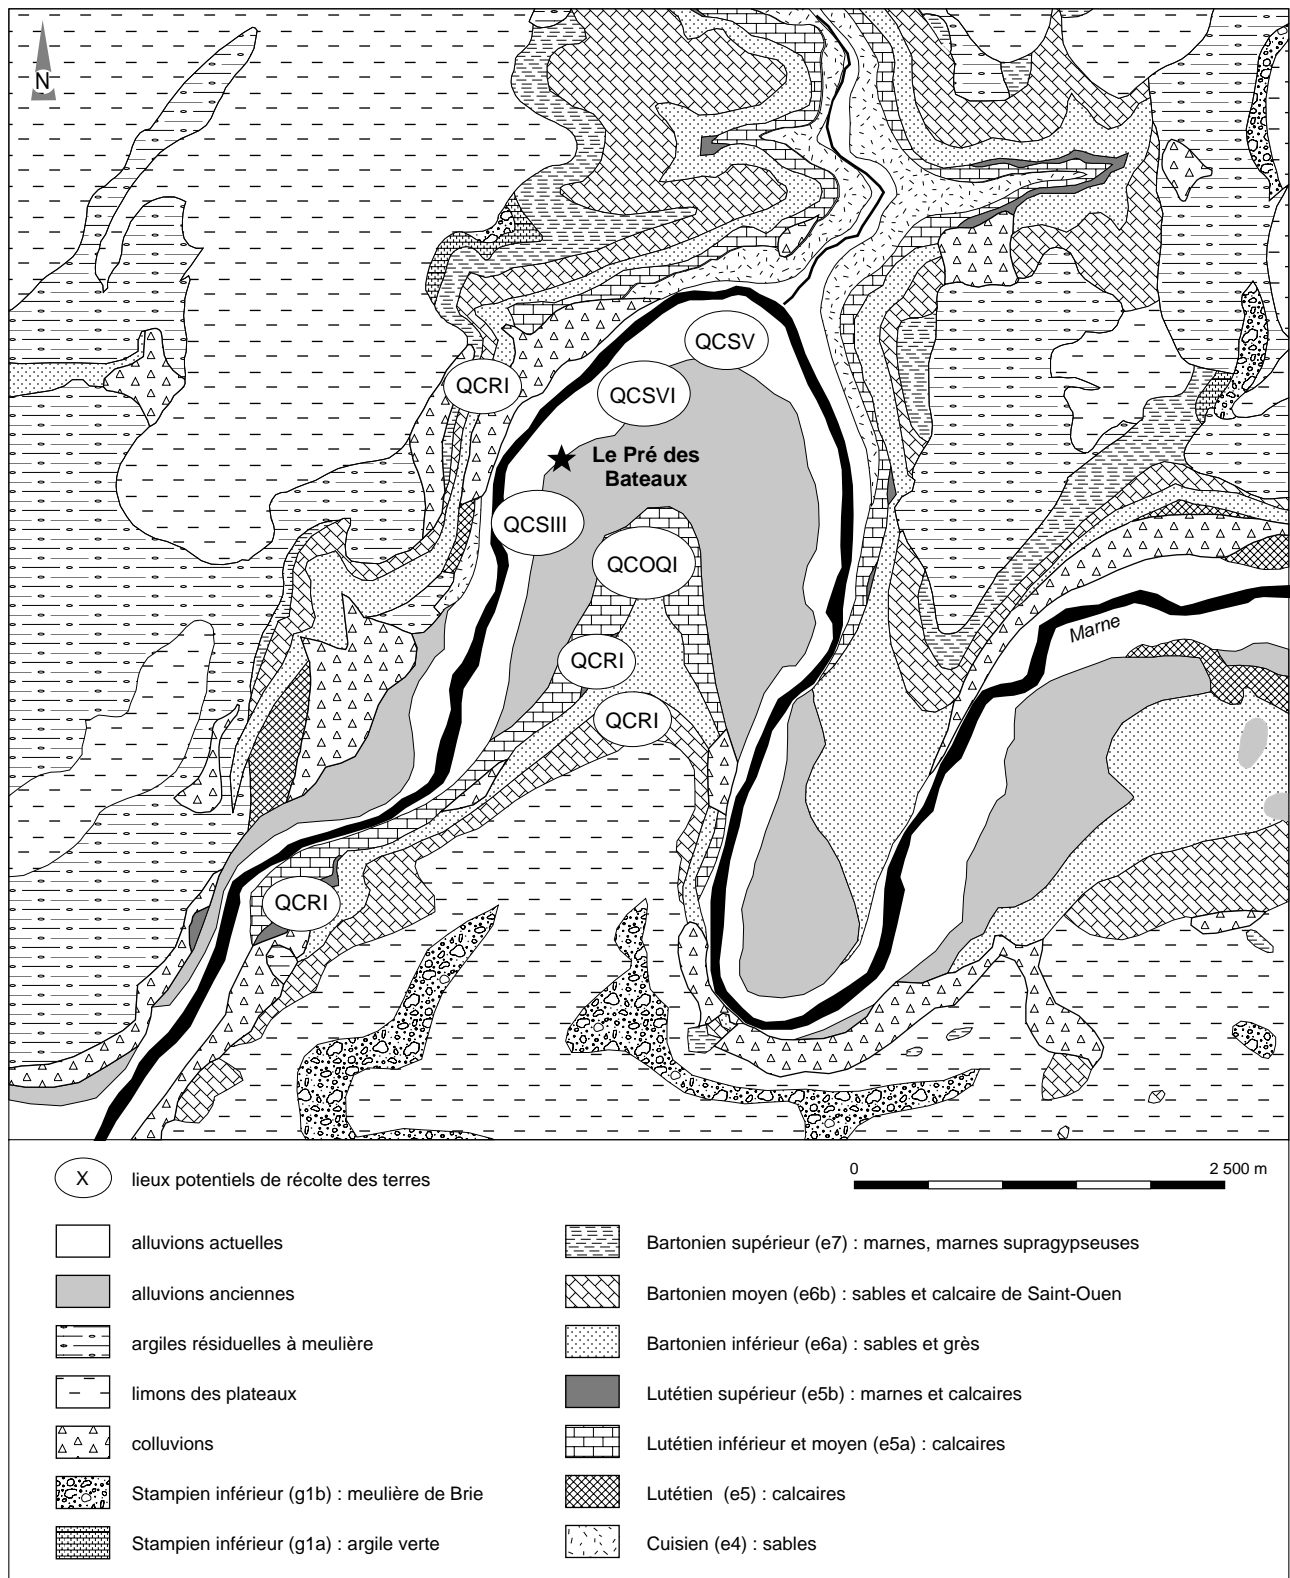 N
QCSV
QCRI
QCSVI
Le Pré des
Bateaux
QCSIII
QCOQI
Marne
QCRI
QCRI
QCRI
X
lieux potentiels de récolte des terres
0
2 500 m
alluvions actuelles
alluvions anciennes
argiles résiduelles à meulière
limons des plateaux
colluvions
Stampien inférieur (g1b) : meulière de Brie
Stampien inférieur (g1a) : argile verte
Bartonien supérieur (e7) : marnes, marnes supragypseuses
Bartonien moyen (e6b) : sables et calcaire de Saint-Ouen
Bartonien inférieur (e6a) : sables et grès
Lutétien supérieur (e5b) : marnes et calcaires
Lutétien inférieur et moyen (e5a) : calcaires
Lutétien (e5) : calcaires
Cuisien (e4) : sables